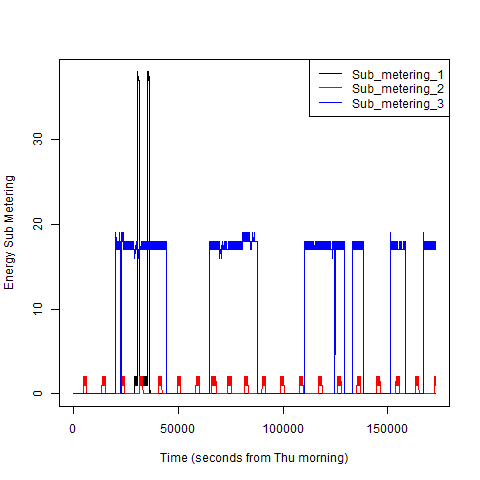 Sub_metering_1
Sub_metering_2
Sub_metering_3
Energy Sub Metering
30
20
10
0
0 50000 100000 150000
Time (seconds from Thu morning)